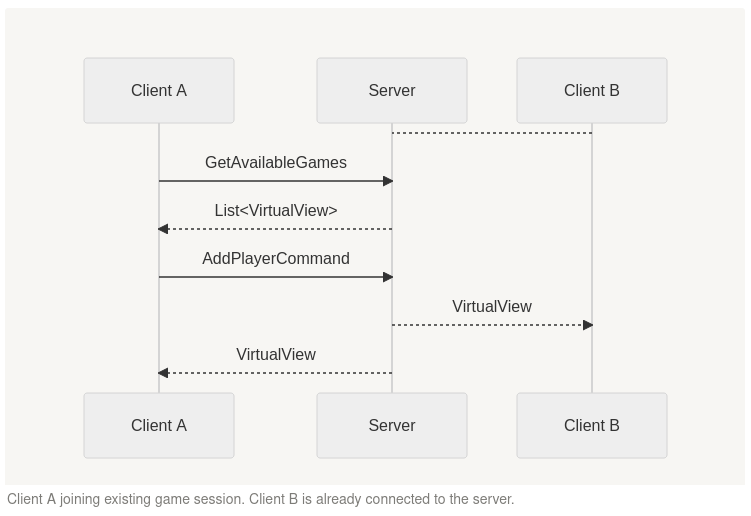 Client A
Server
Client B
GetAvailableGames
List<VirtualView>
AddPlayerCommand
VirtualView
VirtualView
Client A
Server
Client B
Client A joining existing game session. Client B is already connected to the server.